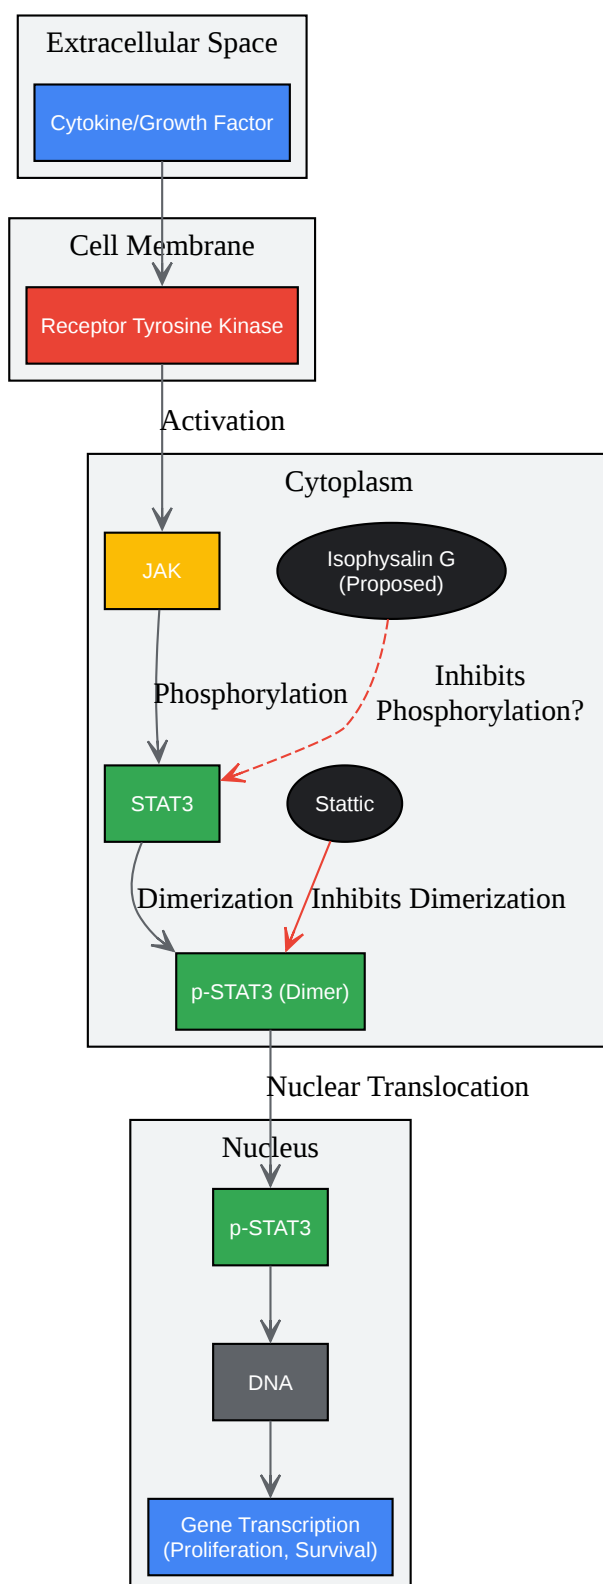 Extracellular Space
Cytokine/Growth Factor
Cell Membrane
Receptor Tyrosine Kinase
Activation
Cytoplasm
JAK
Isophysalin G
(Proposed)
Phosphorylation
Inhibits
Phosphorylation?
STAT3
Stattic
Dimerization
Inhibits Dimerization
p-STAT3 (Dimer)
Nuclear Translocation
Nucleus
p-STAT3
DNA
Gene Transcription
(Proliferation, Survival)